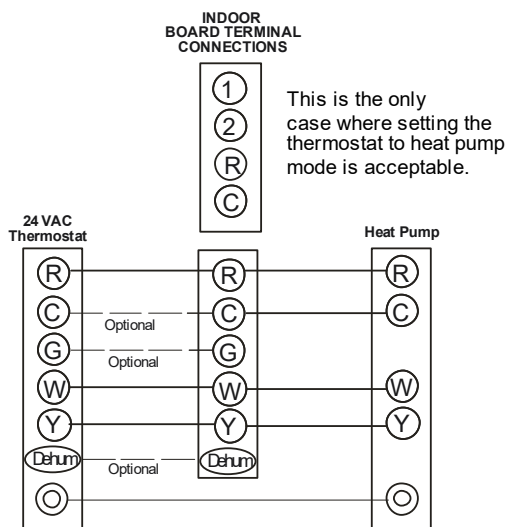 INDOOR
BOARD TERMINAL
CONNECTIONS
1
2
R
C
This is the only
case where setting the
thermostat to heat pump
mode is acceptable.
24 VAC
Thermostat
Heat Pump
R R R
C Optional C C
G Optional G
W W W
Y Y Y
Dehum Optional Dehum